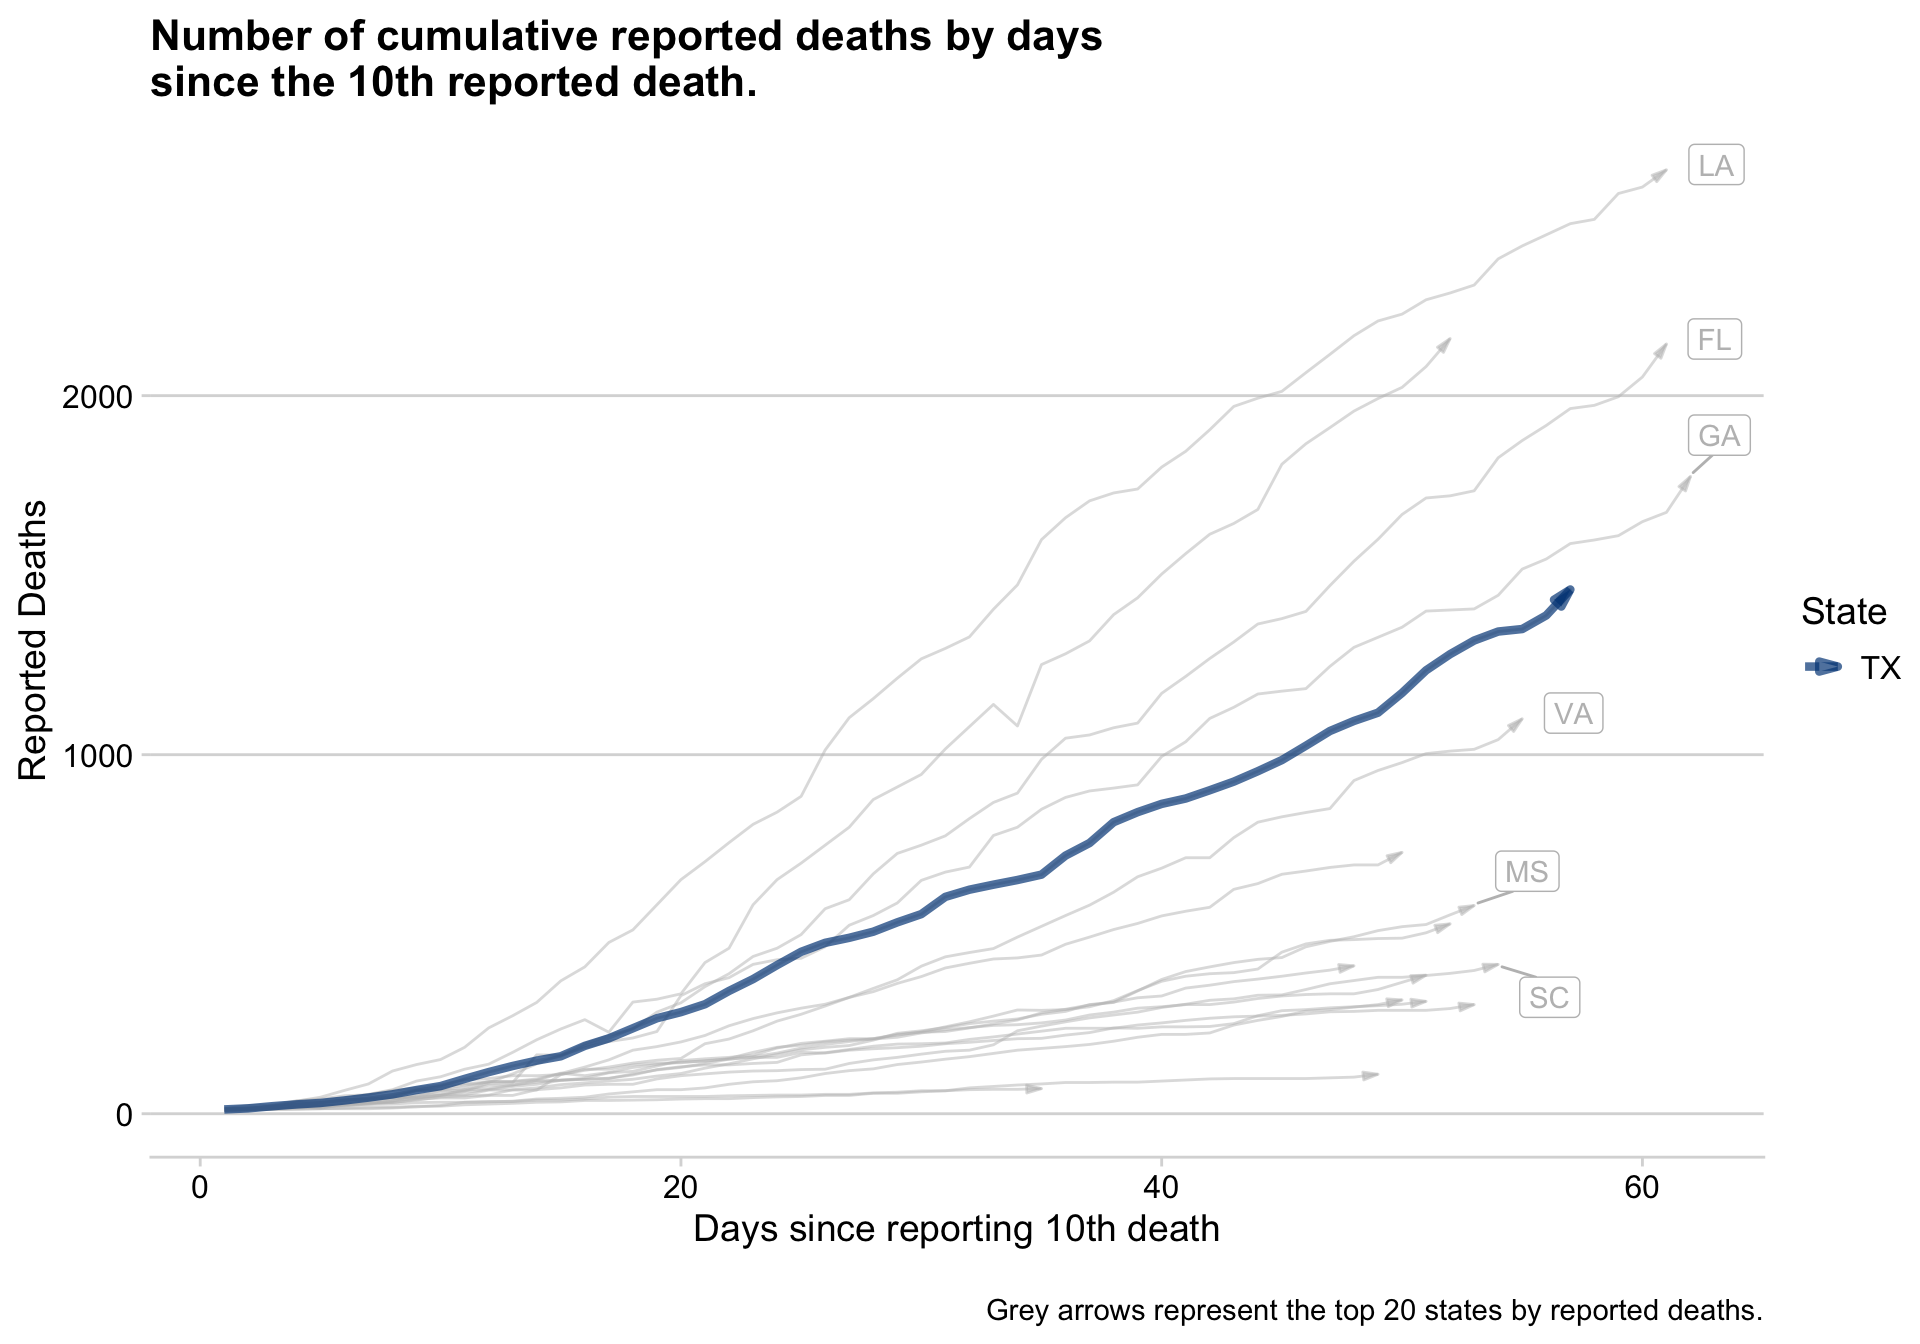 Number of cumulative reported deaths by days
since the 10th reported death.
LA
FL
GA
VA
MS
SC
2000
1000
0
Reported Deaths
0 20 40 60
Days since reporting 10th death
State
TX
Grey arrows represent the top 20 states by reported deaths.